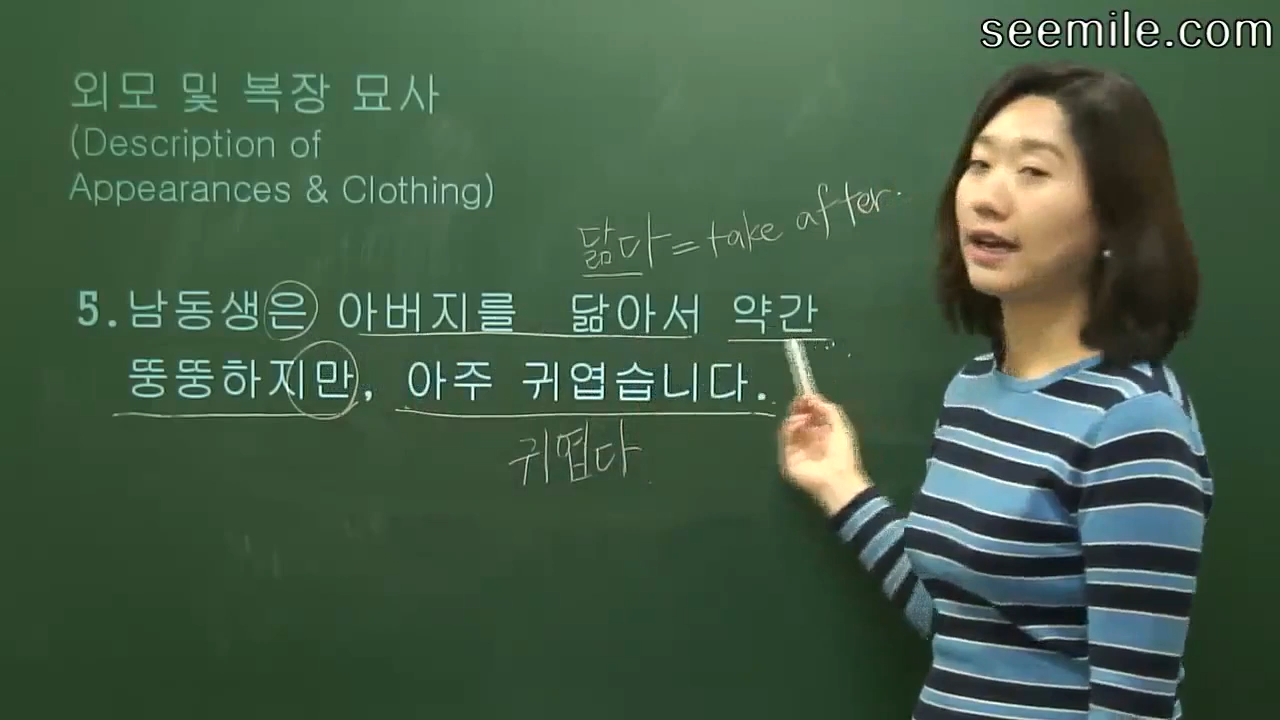 seemile.com
외모 및 복장 묘사
(Description of
Appearances & Clothing)
닮다 = take after.
5. 남동생은 아버지를 닮아서 약간
뚱뚱하지만, 아주 귀엽습니다.
귀엽다